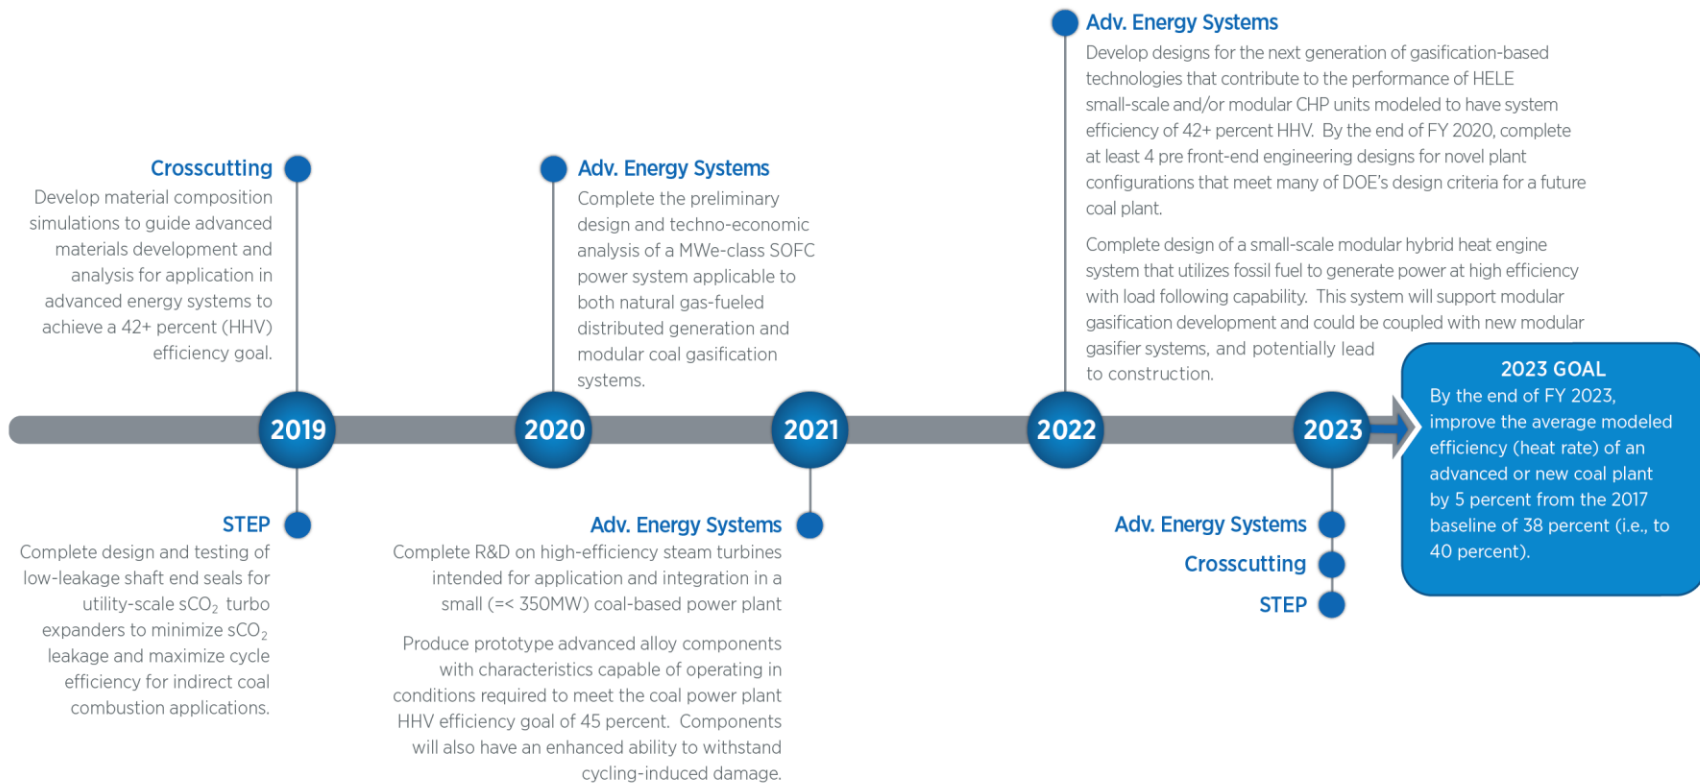 Crosscutting
Develop material composition
simulations to guide advanced
materials development and
analysis for application in
advanced energy systems to
achieve a 42+ percent (HHV)
efficiency goal.
Adv. Energy Systems
Complete the preliminary
design and techno-economic
analysis of a MWe-class SOFC
power system applicable to
both natural gas-fueled
distributed generation and
modular coal gasification
systems.
Adv. Energy Systems
Develop designs for the next generation of gasification-based
technologies that contribute to the performance of HELE
small-scale and/or modular CHP units modeled to have system
efficiency of 42+ percent HHV. By the end of FY 2020, complete
at least 4 pre front-end engineering designs for novel plant
configurations that meet many of DOE's design criteria for a future
coal plant.
Complete design of a small-scale modular hybrid heat engine
system that utilizes fossil fuel to generate power at high efficiency
with load following capability. This system will support modular
gasification development and could be coupled with new modular
gasifier systems, and potentially lead
to construction.
2019
2020
2021
2022
2023
2023 GOAL
By the end of FY 2023,
improve the average modeled
efficiency (heat rate) of an
advanced or new coal plant
by 5 percent from the 2017
baseline of 38 percent (i.e., to
40 percent).
STEP
Complete design and testing of
low-leakage shaft end seals for
utility-scale sCO₂ turbo
expanders to minimize sCO₂
leakage and maximize cycle
efficiency for indirect coal
combustion applications.
Adv. Energy Systems
Complete R&D on high-efficiency steam turbines
intended for application and integration in a
small (=< 350MW) coal-based power plant
Produce prototype advanced alloy components
with characteristics capable of operating in
conditions required to meet the coal power plant
HHV efficiency goal of 45 percent. Components
will also have an enhanced ability to withstand
cycling-induced damage.
Adv. Energy Systems
Crosscutting
STEP